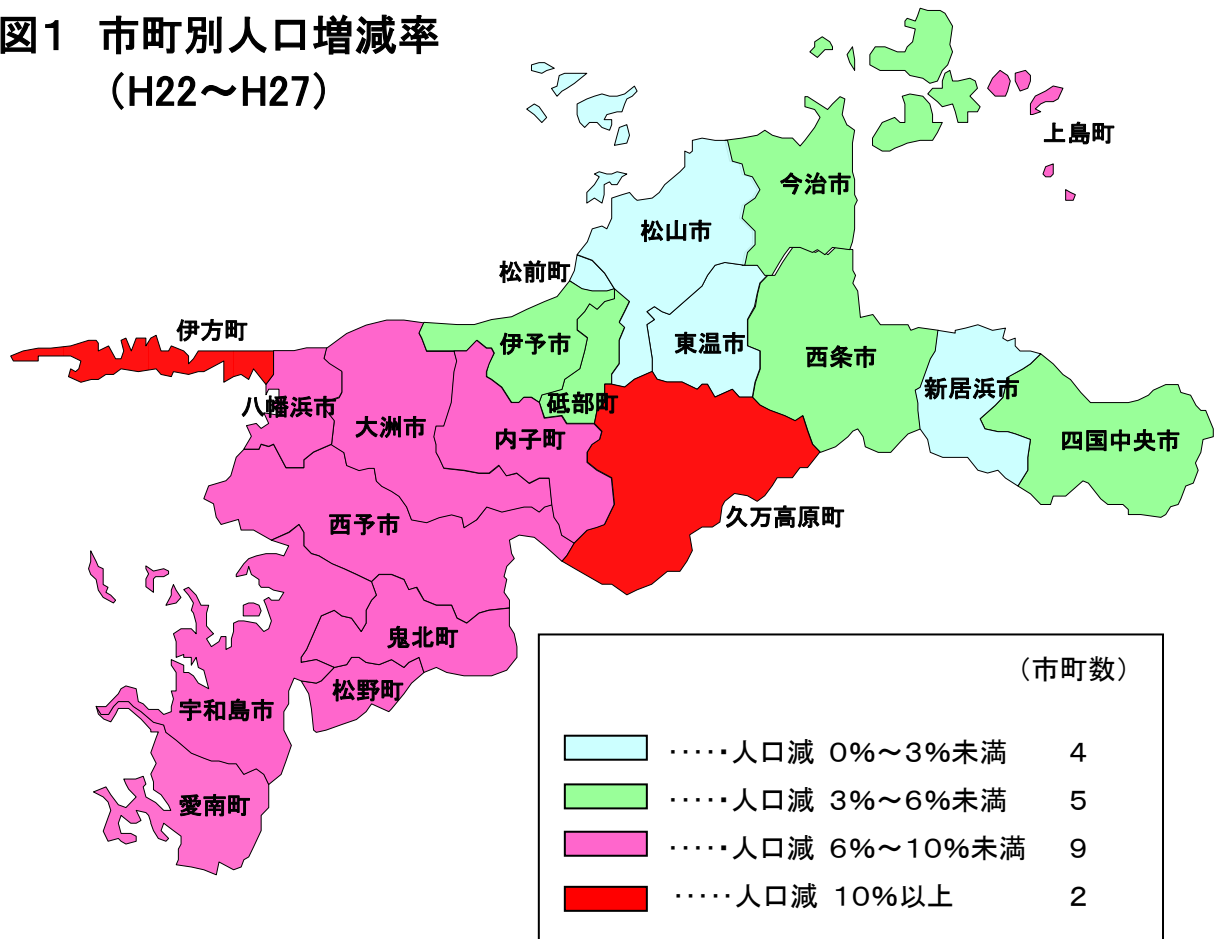 図1 市町別人口増減率
（H22～H27）
上島町
今治市
松山市
松前町
伊方町
伊予市
東温市
西条市
新居浜市
八幡浜市
大洲市
砥部町
内子町
四国中央市
西予市
久万高原町
鬼北町
松野町
宇和島市
愛南町
（市町数）
‥‥・人口減 0%～3%未満 4
‥‥・人口減 3%～6%未満 5
‥‥・人口減 6%～10%未満 9
‥‥・人口減 10%以上 2